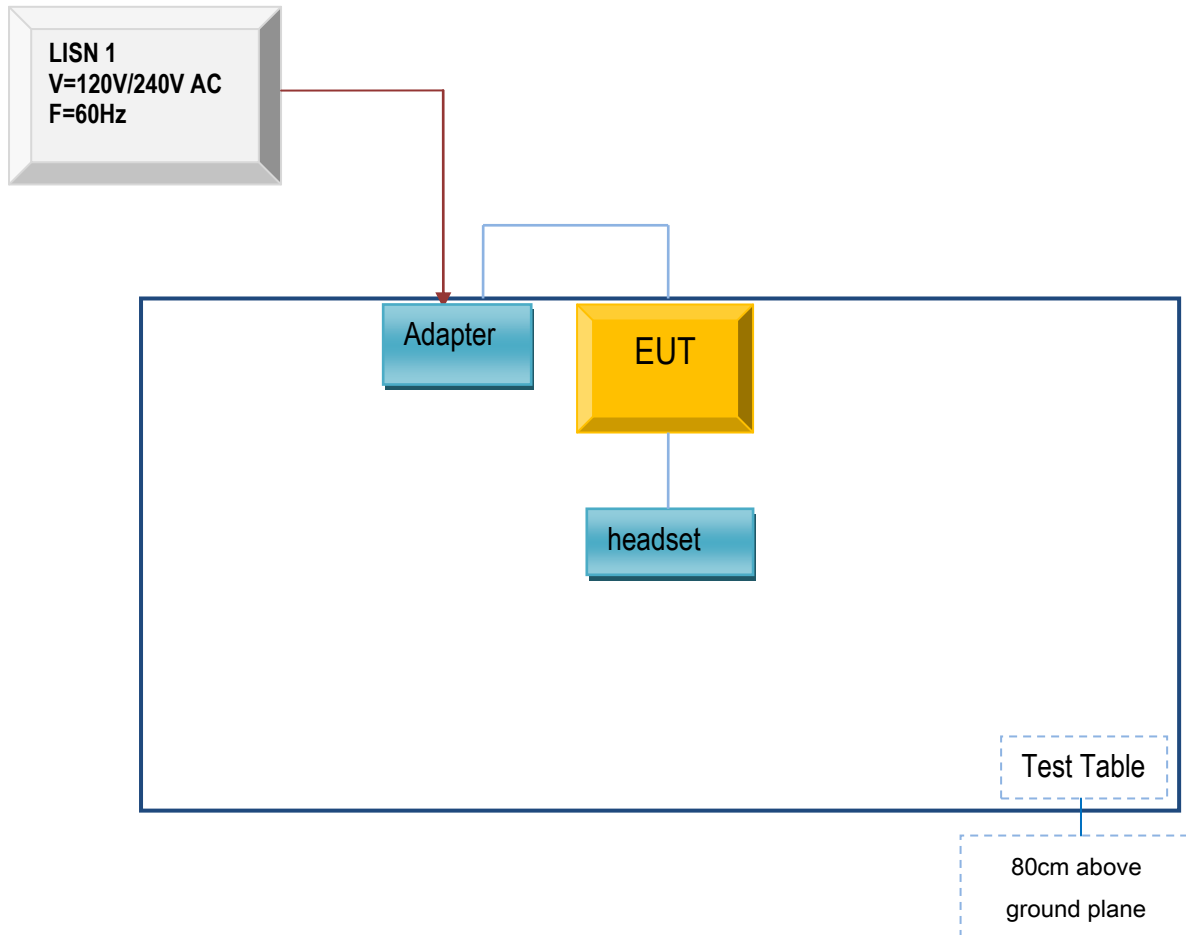 LISN 1
V=120V/240V AC
F=60Hz
Adapter
EUT
headset
Test Table
80cm above
ground plane